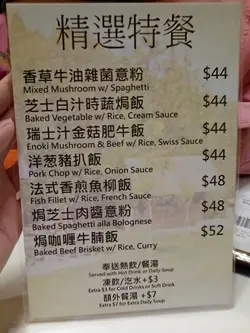 精選特餐
香草牛油雜菌意粉 $44
Mixed Mushroom w/ Spaghetti
芝士白汁時蔬焗飯 $44
Baked Vegetable w/ Rice, Cream Sauce
瑞士汁金菇肥牛飯 $44
Enoki Mushroom & Beef w/ Rice, Swiss Sauce
洋葱豬扒飯 $44
Pork Chop w/ Rice, Onion Sauce
法式香煎魚柳飯 $48
Fish Fillet w/ Rice, French Sauce
焗芝士肉醬意粉 $48
Baked Spaghetti alla Bolognese
焗咖喱牛腩飯 $52
Baked Beef Brisket w/ Rice, Curry
奉送熱飲/餐湯
Served with Hot Drink or Daily Soup
凍飲/汔水+$3
Extra $3 for Cold Drinks or Soft Drink
額外餐湯 +$7
Extra $7 for Extra Daily Soup